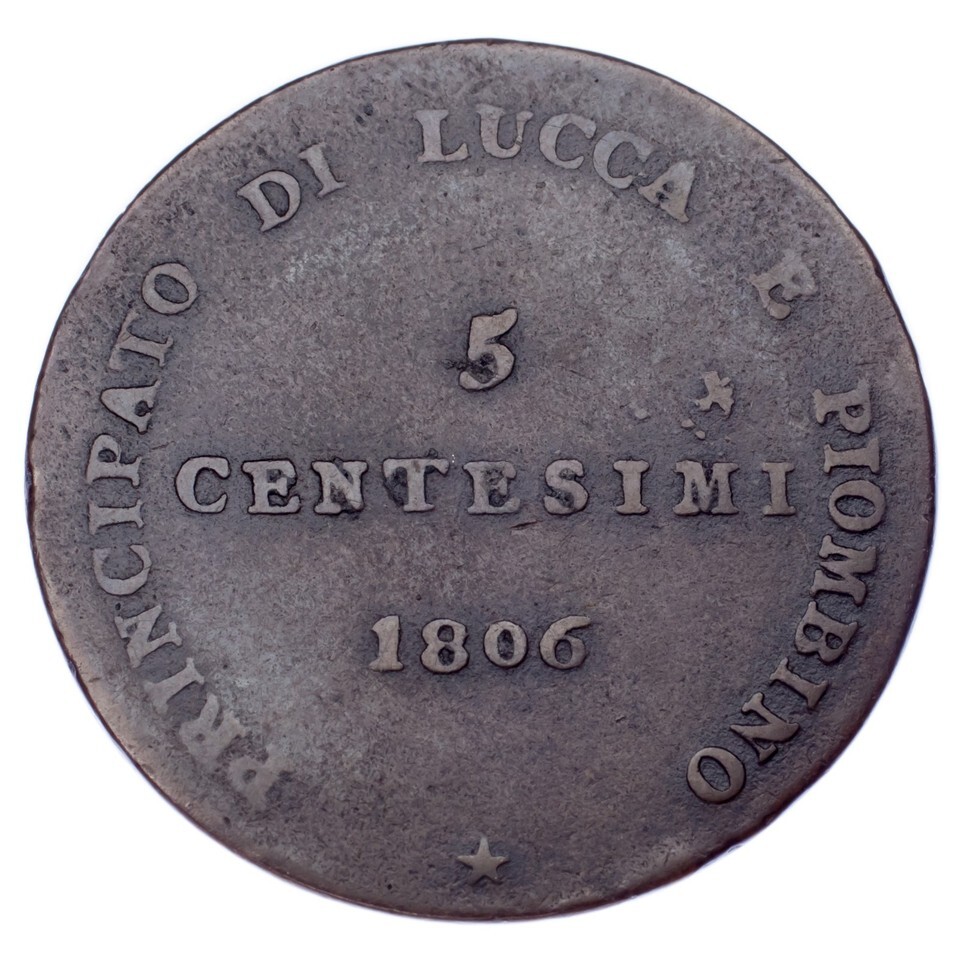 PRINCIPATO DI LUCCA E PIOMBINO
5
CENTESIMI
1806